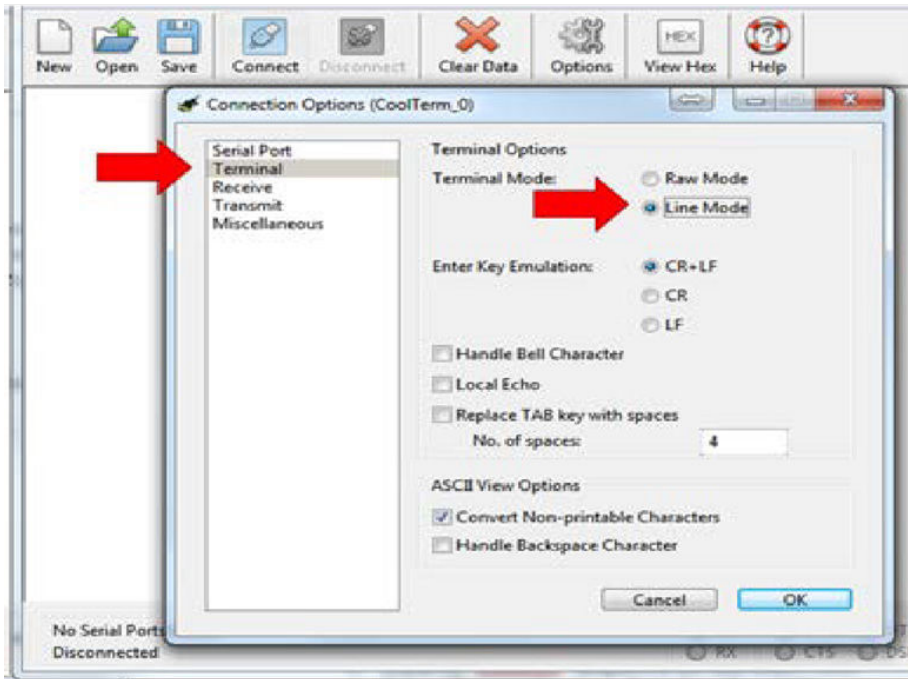 New Open Save Connect Disconnect Clear Data Options View Hex Help
HEX
Connection Options (CoolTerm_0)
Serial Port
Terminal
Receive
Transmit
Miscellaneous
Terminal Options
Terminal Mode:
Raw Mode
Line Mode
Enter Key Emulation:
CR+LF
CR
LF
Handle Bell Character
Local Echo
Replace TAB key with spaces
No. of spaces: 4
ASCII View Options
Convert Non-printable Characters
Handle Backspace Character
Cancel OK
No Serial Ports
Disconnected
RX CTS